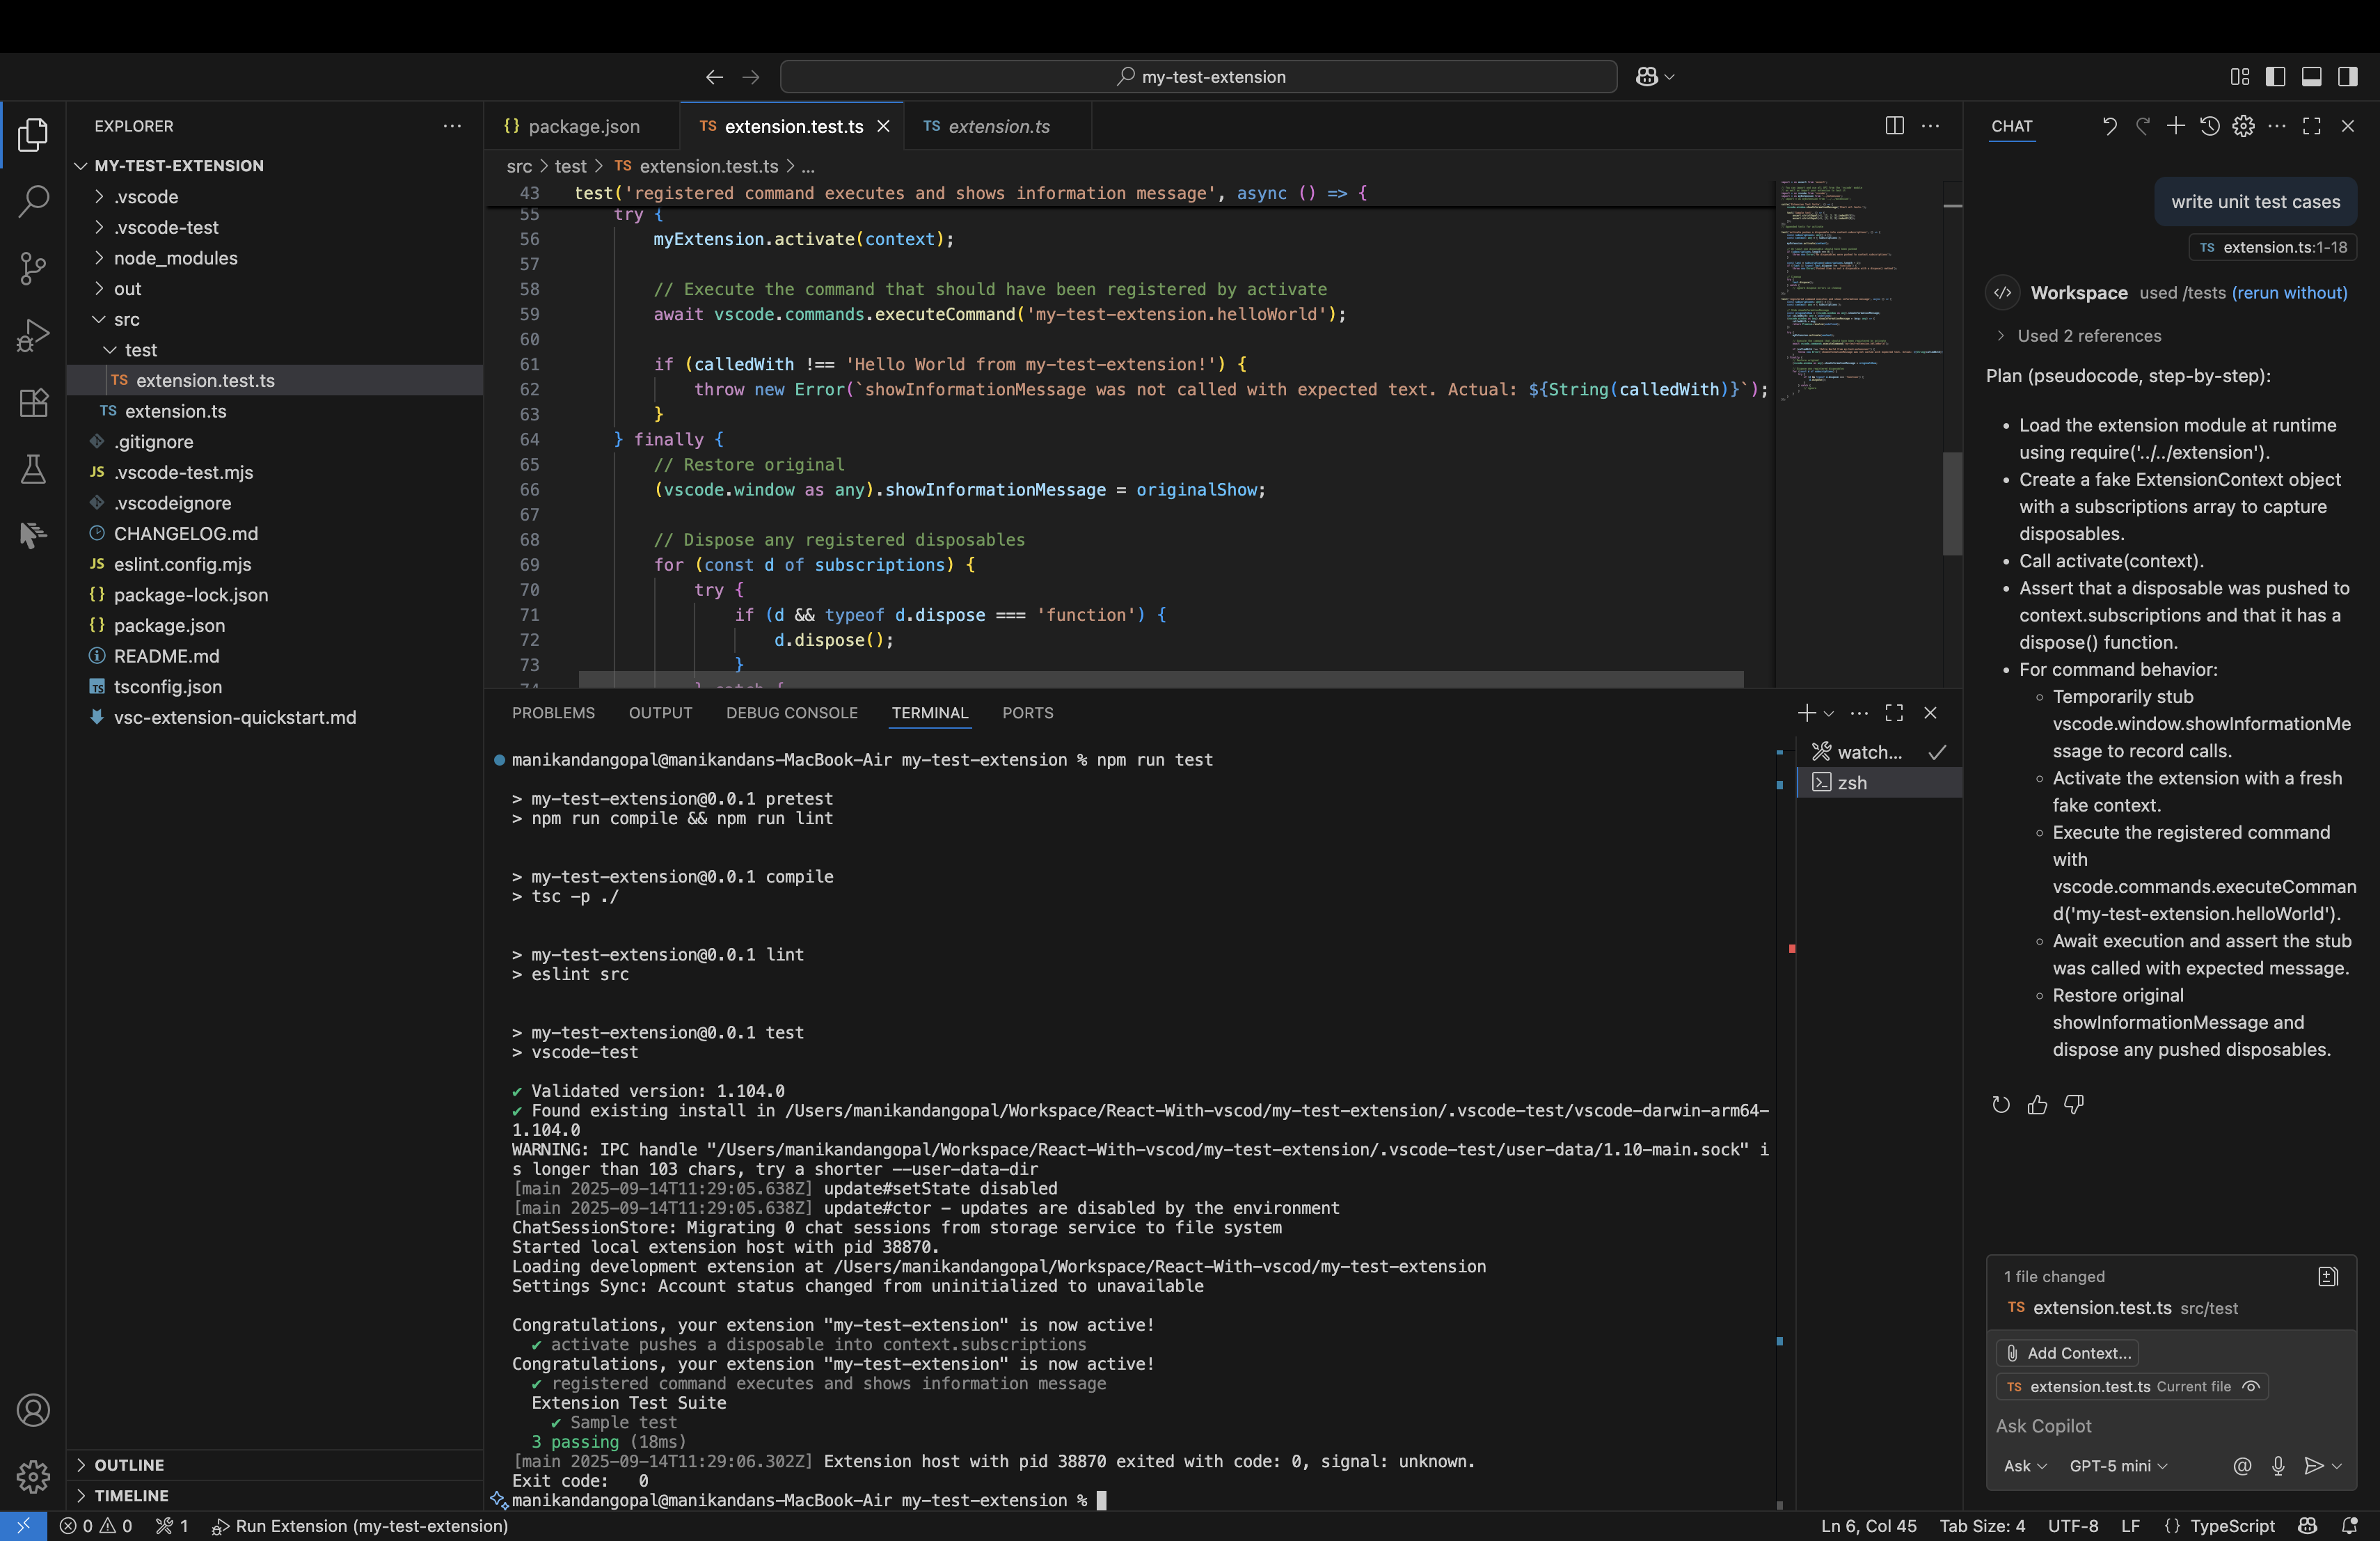 my-test-extension
EXPLORER
MY-TEST-EXTENSION
.vscode
.vscode-test
node_modules
out
src
test
TS extension.test.ts
TS extension.ts
.gitignore
JS .vscode-test.mjs
.vscodeignore
CHANGELOG.md
JS eslint.config.mjs
{} package-lock.json
{} package.json
README.md
TS tsconfig.json
vsc-extension-quickstart.md
OUTLINE
TIMELINE
{} package.json
TS extension.test.ts
TS extension.ts
src > test > TS extension.test.ts > ...
43 test('registered command executes and shows information message', async () => {
55 try {
56 myExtension.activate(context);
57
58 // Execute the command that should have been registered by activate
59 await vscode.commands.executeCommand('my-test-extension.helloWorld');
60
61 if (calledWith !== 'Hello World from my-test-extension!') {
62 throw new Error(`showInformationMessage was not called with expected text. Actual: ${String(calledWith)}`);
63 }
64 } finally {
65 // Restore original
66 (vscode.window as any).showInformationMessage = originalShow;
67
68 // Dispose any registered disposables
69 for (const d of subscriptions) {
70 try {
71 if (d && typeof d.dispose === 'function') {
72 d.dispose();
73 }
74 } catch {
PROBLEMS OUTPUT DEBUG CONSOLE TERMINAL PORTS
manikandangopal@manikandans-MacBook-Air my-test-extension % npm run test
> my-test-extension@0.0.1 pretest
> npm run compile && npm run lint
> my-test-extension@0.0.1 compile
> tsc -p ./
> my-test-extension@0.0.1 lint
> eslint src
> my-test-extension@0.0.1 test
> vscode-test
✔ Validated version: 1.104.0
✔ Found existing install in /Users/manikandangopal/Workspace/React-With-vscod/my-test-extension/.vscode-test/vscode-darwin-arm64-
1.104.0
WARNING: IPC handle "/Users/manikandangopal/Workspace/React-With-vscod/my-test-extension/.vscode-test/user-data/1.10-main.sock" i
s longer than 103 chars, try a shorter --user-data-dir
[main 2025-09-14T11:29:05.638Z] update#setState disabled
[main 2025-09-14T11:29:05.638Z] update#ctor - updates are disabled by the environment
ChatSessionStore: Migrating 0 chat sessions from storage service to file system
Started local extension host with pid 38870.
Loading development extension at /Users/manikandangopal/Workspace/React-With-vscod/my-test-extension
Settings Sync: Account status changed from uninitialized to unavailable
Congratulations, your extension "my-test-extension" is now active!
✔ activate pushes a disposable into context.subscriptions
Congratulations, your extension "my-test-extension" is now active!
✔ registered command executes and shows information message
Extension Test Suite
✔ Sample test
3 passing (18ms)
[main 2025-09-14T11:29:06.302Z] Extension host with pid 38870 exited with code: 0, signal: unknown.
Exit code: 0
manikandangopal@manikandans-MacBook-Air my-test-extension %
watch...
zsh
CHAT
write unit test cases
TS extension.ts:1-18
Workspace used /tests (rerun without)
Used 2 references
Plan (pseudocode, step-by-step):
• Load the extension module at runtime
using require('../../extension').
• Create a fake ExtensionContext object
with a subscriptions array to capture
disposables.
• Call activate(context).
• Assert that a disposable was pushed to
context.subscriptions and that it has a
dispose() function.
• For command behavior:
◦ Temporarily stub
vscode.window.showInformationMe
ssage to record calls.
◦ Activate the extension with a fresh
fake context.
◦ Execute the registered command
with
vscode.commands.executeComman
d('my-test-extension.helloWorld').
◦ Await execution and assert the stub
was called with expected message.
◦ Restore original
showInformationMessage and
dispose any pushed disposables.
1 file changed
TS extension.test.ts src/test
Add Context...
TS extension.test.ts Current file
Ask Copilot
Ask GPT-5 mini
0 0 1 Run Extension (my-test-extension)
Ln 6, Col 45 Tab Size: 4 UTF-8 LF {} TypeScript